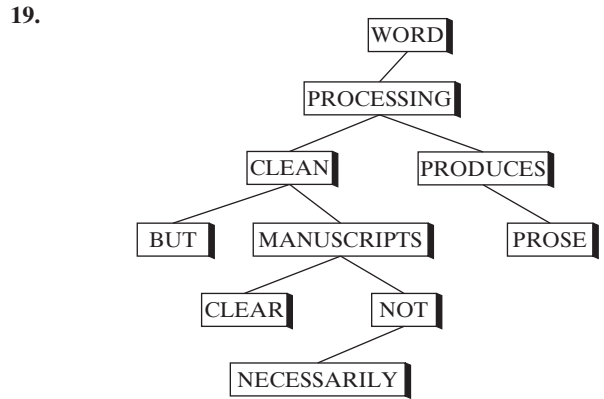 19.
WORD
PROCESSING
CLEAN PRODUCES
BUT MANUSCRIPTS PROSE
CLEAR NOT
NECESSARILY